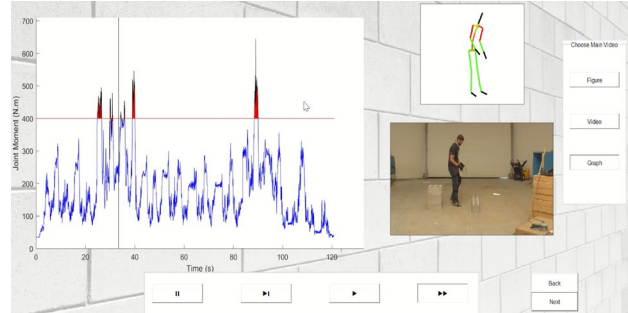 700
600
500
400
300
200
100
0
Joint Moment (N.m)
0 20 40 60 80 100 120
Time (s)
Choose Main Video
Figure
Video
Graph
Back
Next